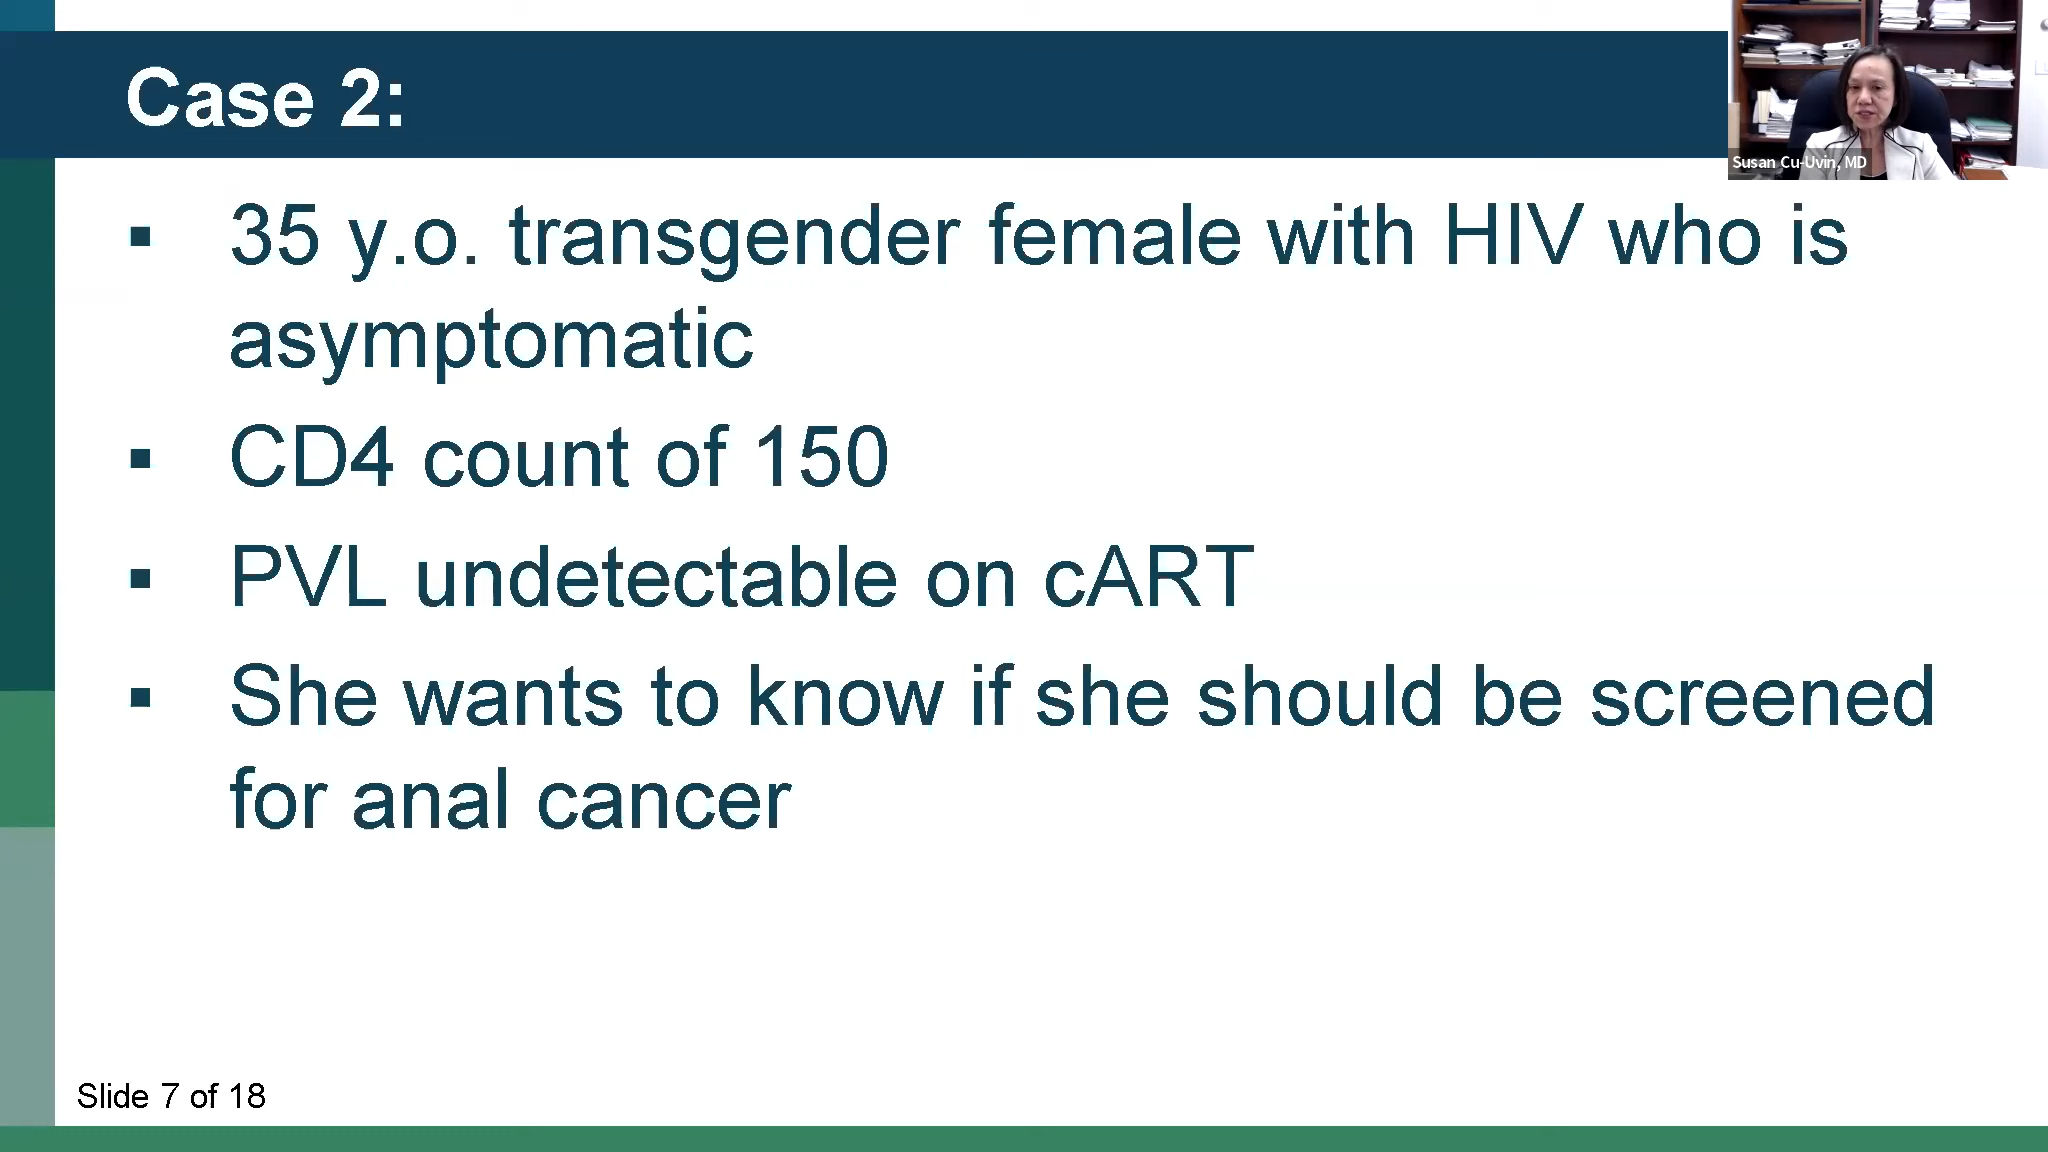 Case 2:
Susan Cu-Uvin, MD
▪ 35 y.o. transgender female with HIV who is
asymptomatic
▪ CD4 count of 150
▪ PVL undetectable on cART
▪ She wants to know if she should be screened
for anal cancer
Slide 7 of 18